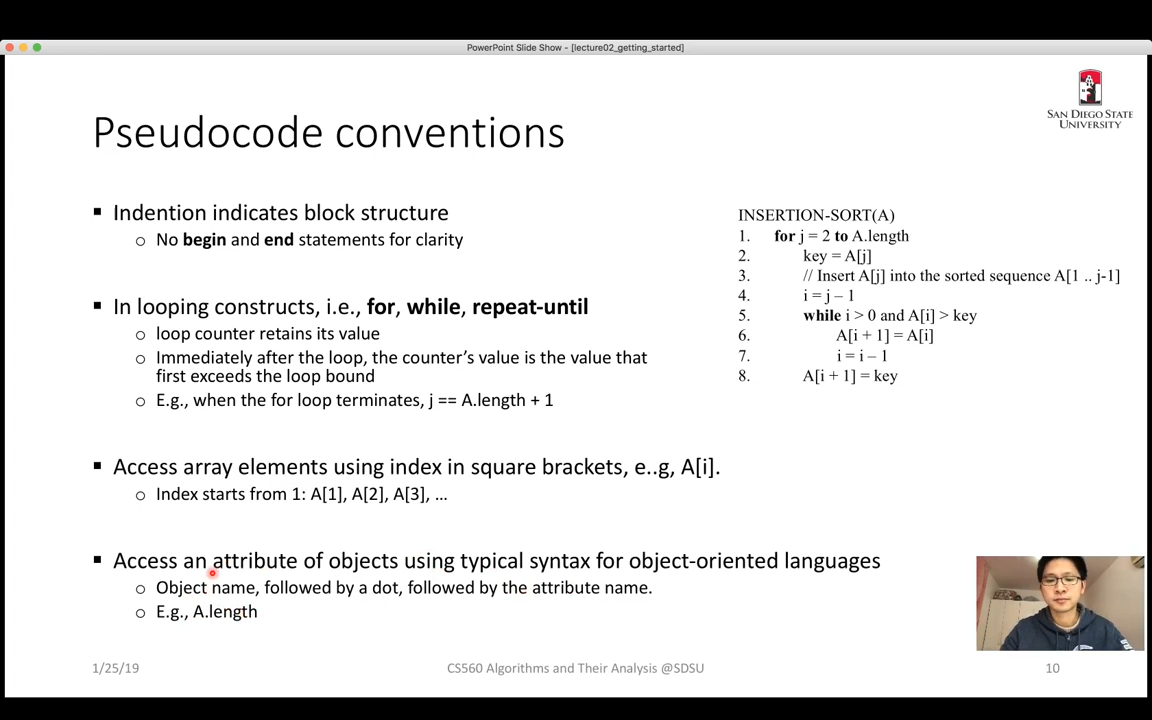 PowerPoint Slide Show - [lecture02_getting_started]
SAN DIEGO STATE
UNIVERSITY
Pseudocode conventions
▪ Indention indicates block structure
o No begin and end statements for clarity
▪ In looping constructs, i.e., for, while, repeat-until
o loop counter retains its value
o Immediately after the loop, the counter's value is the value that
first exceeds the loop bound
o E.g., when the for loop terminates, j == A.length + 1
▪ Access array elements using index in square brackets, e..g, A[i].
o Index starts from 1: A[1], A[2], A[3], …
▪ Access an attribute of objects using typical syntax for object-oriented languages
o Object name, followed by a dot, followed by the attribute name.
o E.g., A.length
INSERTION-SORT(A)
1. for j = 2 to A.length
2. key = A[j]
3. // Insert A[j] into the sorted sequence A[1 .. j-1]
4. i = j – 1
5. while i > 0 and A[i] > key
6. A[i + 1] = A[i]
7. i = i – 1
8. A[i + 1] = key
1/25/19
CS560 Algorithms and Their Analysis @SDSU
10